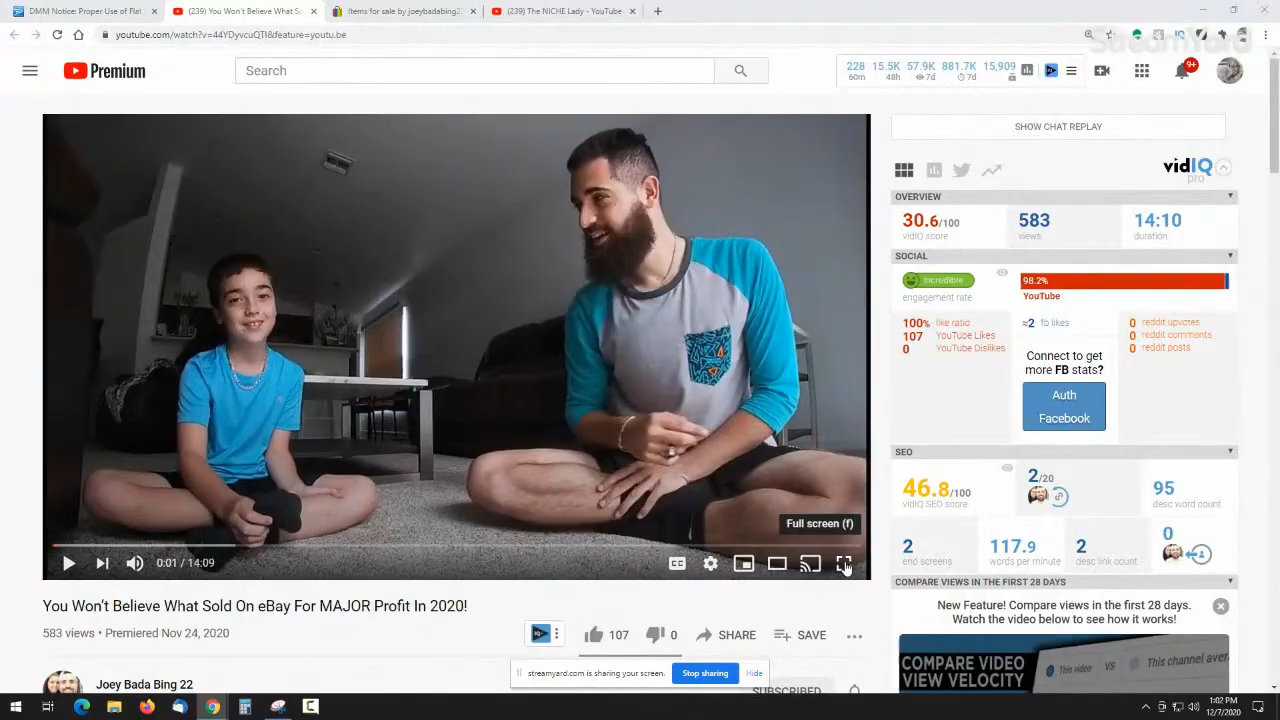 DMM Notice: Proper Use of Flat
(239) You Won't Believe What So
Items for sale by joeybadabing2
(239) The NICHE Lady - YouTube
youtube.com/watch?v=44YDyvcuQTI&feature=youtu.be
StreamYard
Premium
Search
228 15.5K 57.9K 881.7K 15,909
60m 48h 7d 7d
9+
SHOW CHAT REPLAY
vidIQ
pro
OVERVIEW
30.6/100 583 14:10
vidIQ score views duration
SOCIAL
Incredible 98.2%
engagement rate YouTube
100% like ratio ≈2 fb likes 0 reddit upvotes
107 YouTube Likes 0 reddit comments
0 YouTube Dislikes 0 reddit posts
Connect to get
more FB stats?
Auth
Facebook
SEO
46.8/100 2/20 95
vidIQ SEO score desc word count
0
2 117.9 2
end screens words per minute desc link count
COMPARE VIEWS IN THE FIRST 28 DAYS
New Feature! Compare views in the first 28 days.
Watch the video below to see how it works!
COMPARE VIDEO
VIEW VELOCITY
This video VS This channel avera
Full screen (f)
0:01 / 14:09
CC
You Won't Believe What Sold On eBay For MAJOR Profit In 2020!
583 views • Premiered Nov 24, 2020
107 0 SHARE SAVE
streamyard.com is sharing your screen. Stop sharing Hide
Joey Bada Bing 22
SUBSCRIBED
1:02 PM
12/7/2020